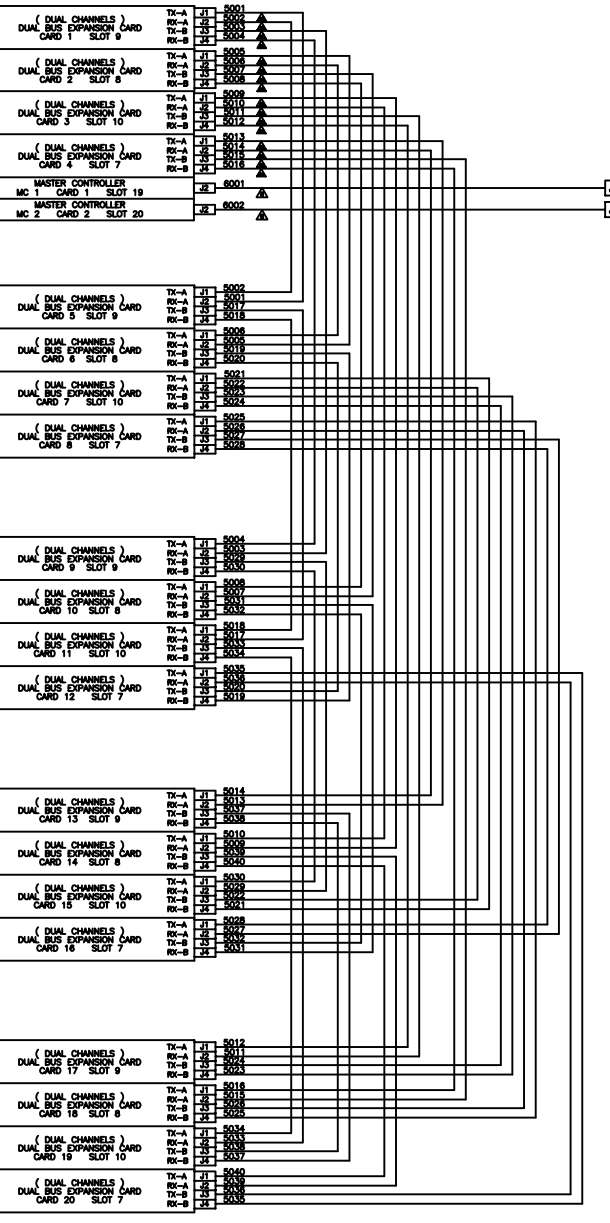 ( DUAL CHANNELS ) TX-A J1 5001
DUAL BUS EXPANSION CARD RX-A J2 5002
CARD 1 SLOT 9 TX-B J3 5003
RX-B J4 5004
( DUAL CHANNELS ) TX-A J1 5005
DUAL BUS EXPANSION CARD RX-A J2 5006
CARD 2 SLOT 8 TX-B J3 5007
RX-B J4 5008
( DUAL CHANNELS ) TX-A J1 5009
DUAL BUS EXPANSION CARD RX-A J2 5010
CARD 3 SLOT 10 TX-B J3 5011
RX-B J4 5012
( DUAL CHANNELS ) TX-A J1 5013
DUAL BUS EXPANSION CARD RX-A J2 5014
CARD 4 SLOT 7 TX-B J3 5015
RX-B J4 5016
MASTER CONTROLLER
MC 1 CARD 1 SLOT 19 J2 6001
MASTER CONTROLLER
MC 2 CARD 2 SLOT 20 J2 6002
( DUAL CHANNELS ) TX-A J1 5002
DUAL BUS EXPANSION CARD RX-A J2 5001
CARD 5 SLOT 9 TX-B J3 5017
RX-B J4 5018
( DUAL CHANNELS ) TX-A J1 5006
DUAL BUS EXPANSION CARD RX-A J2 5005
CARD 6 SLOT 8 TX-B J3 5019
RX-B J4 5020
( DUAL CHANNELS ) TX-A J1 5021
DUAL BUS EXPANSION CARD RX-A J2 5022
CARD 7 SLOT 10 TX-B J3 5023
RX-B J4 5024
( DUAL CHANNELS ) TX-A J1 5025
DUAL BUS EXPANSION CARD RX-A J2 5026
CARD 8 SLOT 7 TX-B J3 5027
RX-B J4 5028
( DUAL CHANNELS ) TX-A J1 5004
DUAL BUS EXPANSION CARD RX-A J2 5003
CARD 9 SLOT 9 TX-B J3 5029
RX-B J4 5030
( DUAL CHANNELS ) TX-A J1 5008
DUAL BUS EXPANSION CARD RX-A J2 5007
CARD 10 SLOT 8 TX-B J3 5031
RX-B J4 5032
( DUAL CHANNELS ) TX-A J1 5018
DUAL BUS EXPANSION CARD RX-A J2 5017
CARD 11 SLOT 10 TX-B J3 5033
RX-B J4 5034
( DUAL CHANNELS ) TX-A J1 5035
DUAL BUS EXPANSION CARD RX-A J2 5036
CARD 12 SLOT 7 TX-B J3 5020
RX-B J4 5019
( DUAL CHANNELS ) TX-A J1 5014
DUAL BUS EXPANSION CARD RX-A J2 5013
CARD 13 SLOT 9 TX-B J3 5037
RX-B J4 5038
( DUAL CHANNELS ) TX-A J1 5010
DUAL BUS EXPANSION CARD RX-A J2 5009
CARD 14 SLOT 8 TX-B J3 5039
RX-B J4 5040
( DUAL CHANNELS ) TX-A J1 5030
DUAL BUS EXPANSION CARD RX-A J2 5029
CARD 15 SLOT 10 TX-B J3 5022
RX-B J4 5021
( DUAL CHANNELS ) TX-A J1 5028
DUAL BUS EXPANSION CARD RX-A J2 5027
CARD 16 SLOT 7 TX-B J3 5032
RX-B J4 5031
( DUAL CHANNELS ) TX-A J1 5012
DUAL BUS EXPANSION CARD RX-A J2 5011
CARD 17 SLOT 9 TX-B J3 5024
RX-B J4 5023
( DUAL CHANNELS ) TX-A J1 5016
DUAL BUS EXPANSION CARD RX-A J2 5015
CARD 18 SLOT 8 TX-B J3 5026
RX-B J4 5025
( DUAL CHANNELS ) TX-A J1 5034
DUAL BUS EXPANSION CARD RX-A J2 5033
CARD 19 SLOT 10 TX-B J3 5038
RX-B J4 5037
( DUAL CHANNELS ) TX-A J1 5040
DUAL BUS EXPANSION CARD RX-A J2 5039
CARD 20 SLOT 7 TX-B J3 5036
RX-B J4 5035